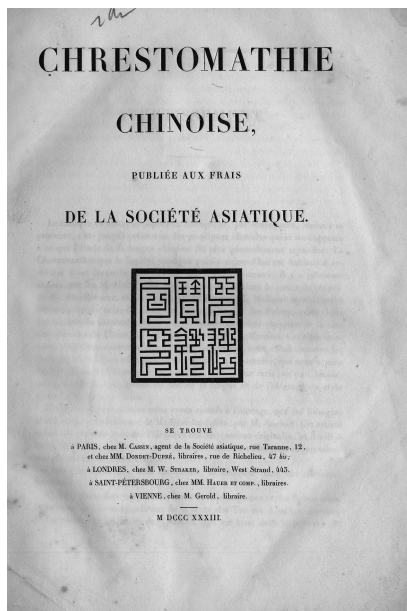 CHRESTOMATHIE
CHINOISE,
PUBLIÉE AUX FRAIS
DE LA SOCIÉTÉ ASIATIQUE.
SE TROUVE
à PARIS, chez M. CASSIN, agent de la Société asiatique, rue Taranne, 12,
et chez MM. DONDEY-DUPRÉ, libraires, rue de Richelieu, 47 bis;
à LONDRES, chez M. W. STRAKER, libraire, West Strand, 443.
à SAINT-PÉTERSBOURG, chez MM. HAUER ET COMP., libraires.
à VIENNE, chez M. Gerold, libraire.
M DCCC XXXIII.